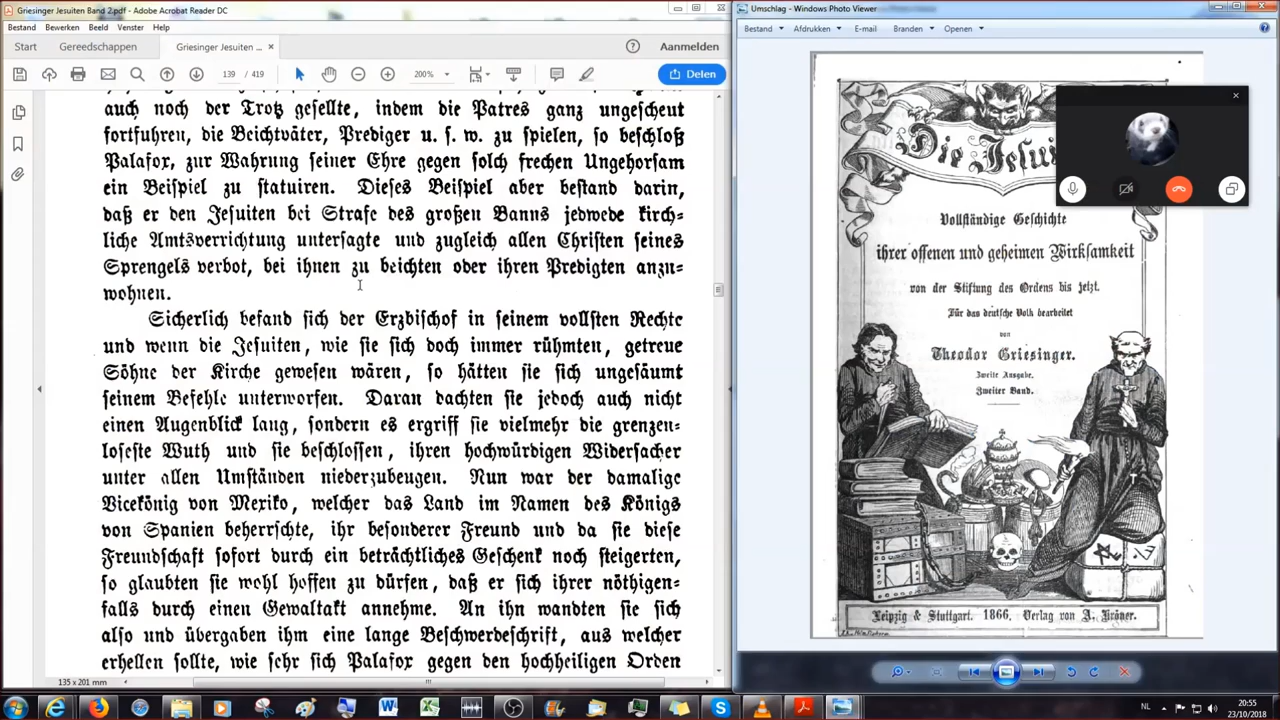 Griesinger Jesuiten Band 2.pdf - Adobe Acrobat Reader DC
Bestand Bewerken Beeld Venster Help
Start Gereedschappen Griesinger Jesuiten ... × Aanmelden
139 / 419 200% Delen
auch noch der Trotz gesellte, indem die Patres ganz ungescheut
fortfuhren, die Beichtväter, Prediger u. s. w. zu spielen, so beschloß
Palafox, zur Wahrung seiner Ehre gegen solch frechen Ungehorsam
ein Beispiel zu statuiren. Dieses Beispiel aber bestand darin,
daß er den Jesuiten bei Strafe des großen Banns jedwede kirch-
liche Amtsverrichtung untersagte und zugleich allen Christen seines
Sprengels verbot, bei ihnen zu beichten oder ihren Predigten anzu-
wohnen.
Sicherlich befand sich der Erzbischof in seinem vollsten Rechte
und wenn die Jesuiten, wie sie sich doch immer rühmten, getreue
Söhne der Kirche gewesen wären, so hätten sie sich ungesäumt
seinem Befehle unterworfen. Daran dachten sie jedoch auch nicht
einen Augenblick lang, sondern es ergriff sie vielmehr die grenzen-
loseste Wuth und sie beschlossen, ihren hochwürdigen Widersacher
unter allen Umständen niederzubeugen. Nun war der damalige
Vicekönig von Mexiko, welcher das Land im Namen des Königs
von Spanien beherrschte, ihr besonderer Freund und da sie diese
Freundschaft sofort durch ein beträchtliches Geschenk noch steigerten,
so glaubten sie wohl hoffen zu dürfen, daß er sich ihrer nöthigen-
falls durch einen Gewaltakt annehme. An ihn wandten sie sich
also und übergaben ihm eine lange Beschwerdeschrift, aus welcher
erhellen sollte, wie sehr sich Palafox gegen den hochheiligen Orden
135 x 201 mm
Umschlag - Windows Photo Viewer
Bestand Afdrukken E-mail Branden Openen
Die Jesui
Vollständige Geschichte
ihrer offenen und geheimen Wirksamkeit
von der Stiftung des Ordens bis jetzt.
Für das deutsche Volk bearbeitet
von
Theodor Griesinger.
Zweite Ausgabe.
Zweiter Band.
Leipzig & Stuttgart. 1866. Verlag von A. Kröner.
NL 20:55
23/10/2018